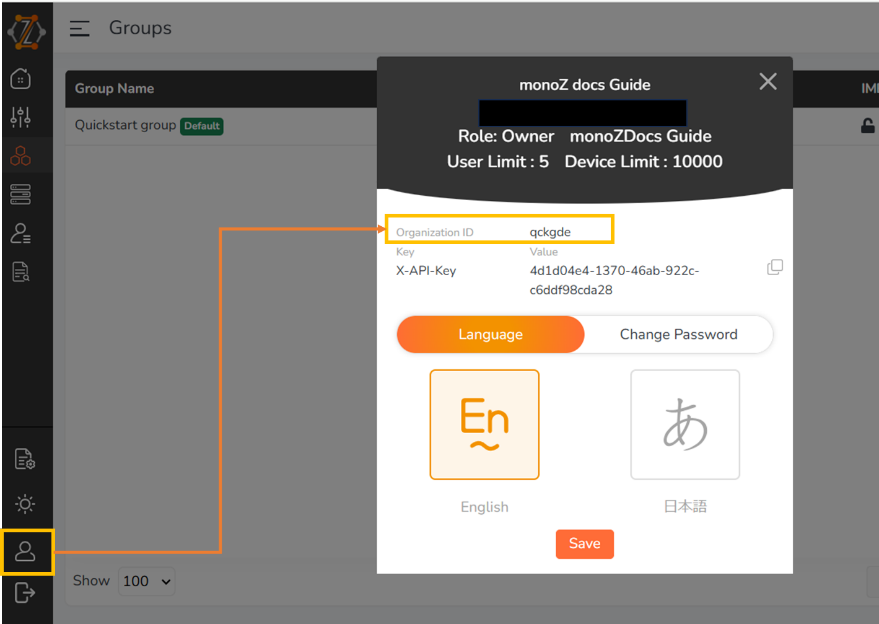 Groups
Group Name
IMI
Quickstart group Default
monoZ docs Guide
Role: Owner monoZDocs Guide
User Limit : 5 Device Limit : 10000
Organization ID qckgde
Key Value
X-API-Key 4d1d04e4-1370-46ab-922c-
c6ddf98cda28
Language Change Password
En あ
English 日本語
Save
Show 100